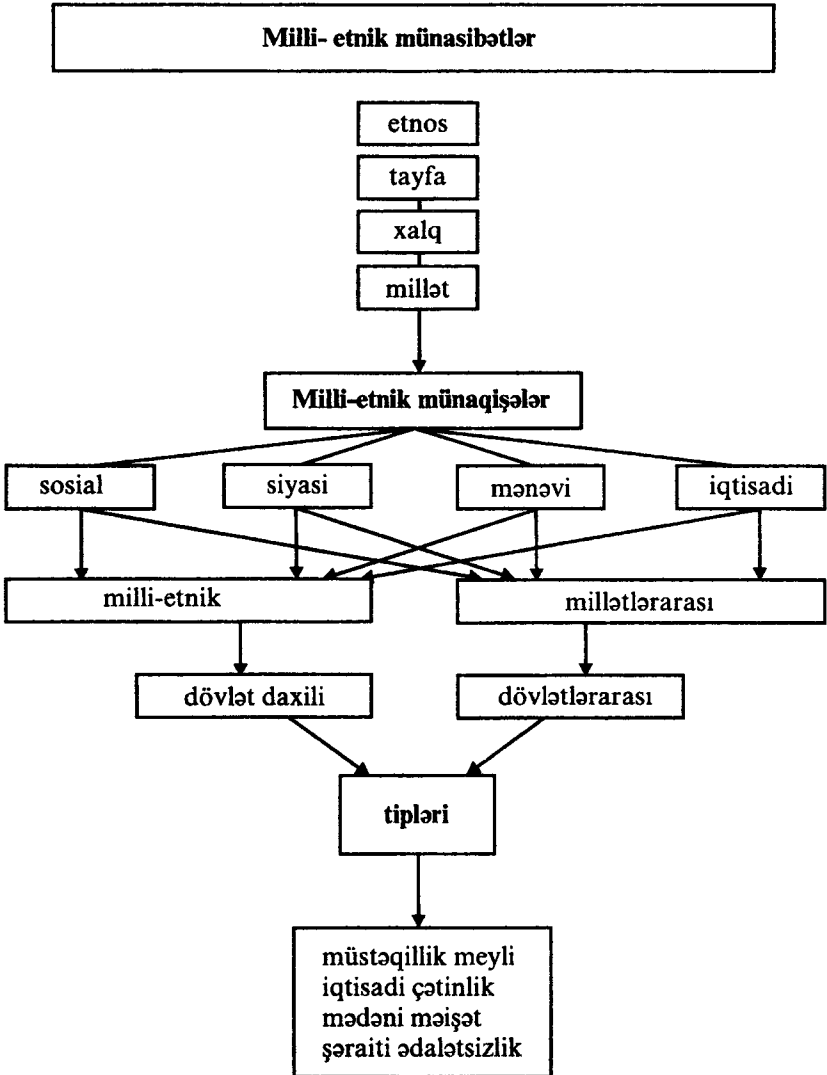 Milli- etnik münasibətlər
etnos
tayfa
xalq
millət
Milli-etnik münaqişələr
sosial
siyasi
mənəvi
iqtisadi
milli-etnik
millətlərarası
dövlət daxili
dövlətlərarası
tipləri
müstəqillik meyli
iqtisadi çətinlik
mədəni məişət
şəraiti ədalətsizlik